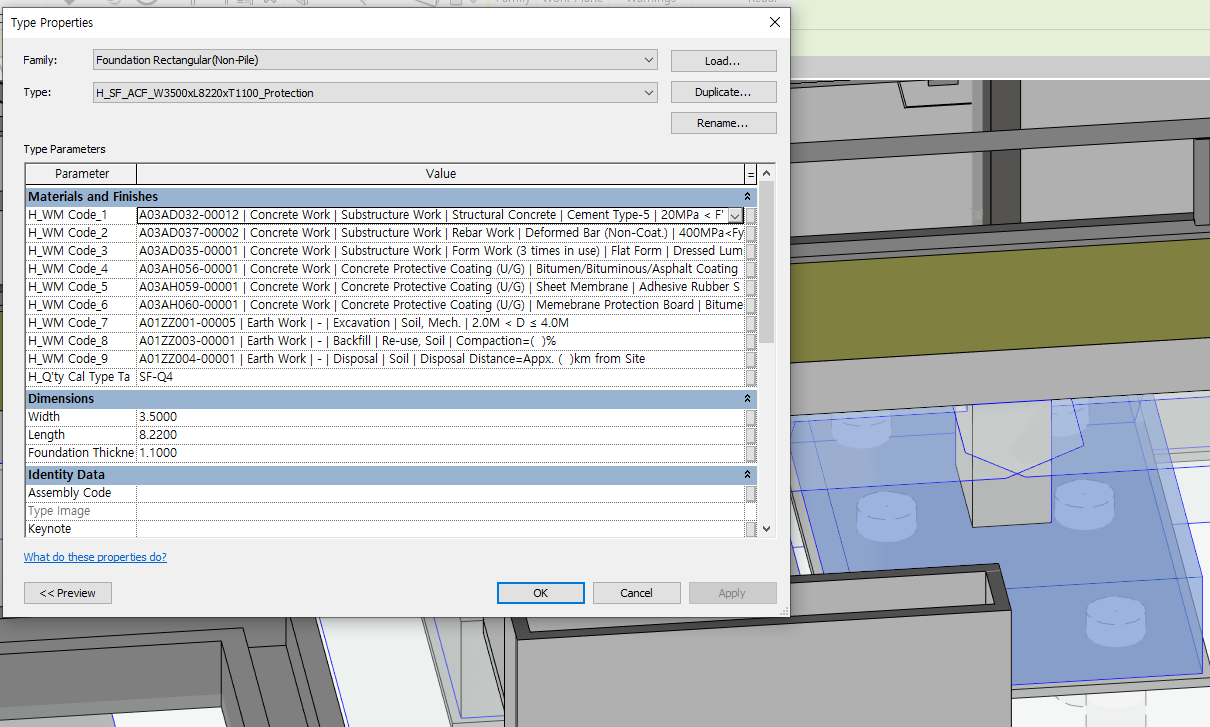 Type Properties
Family:
Foundation Rectangular(Non-Pile)
Load...
Type:
H_SF_ACF_W3500xL8220xT1100_Protection
Duplicate...
Rename...
Type Parameters
Parameter
Value
=
Materials and Finishes
H_WM Code_1
A03AD032-00012 | Concrete Work | Substructure Work | Structural Concrete | Cement Type-5 | 20MPa < F'
H_WM Code_2
A03AD037-00002 | Concrete Work | Substructure Work | Rebar Work | Deformed Bar (Non-Coat.) | 400MPa<Fy
H_WM Code_3
A03AD035-00001 | Concrete Work | Substructure Work | Form Work (3 times in use) | Flat Form | Dressed Lum
H_WM Code_4
A03AH056-00001 | Concrete Work | Concrete Protective Coating (U/G) | Bitumen/Bituminous/Asphalt Coating
H_WM Code_5
A03AH059-00001 | Concrete Work | Concrete Protective Coating (U/G) | Sheet Membrane | Adhesive Rubber S
H_WM Code_6
A03AH060-00001 | Concrete Work | Concrete Protective Coating (U/G) | Memebrane Protection Board | Bitume
H_WM Code_7
A01ZZ001-00005 | Earth Work | - | Excavation | Soil, Mech. | 2.0M < D ≤ 4.0M
H_WM Code_8
A01ZZ003-00001 | Earth Work | - | Backfill | Re-use, Soil | Compaction=( )%
H_WM Code_9
A01ZZ004-00001 | Earth Work | - | Disposal | Soil | Disposal Distance=Appx. ( )km from Site
H_Q'ty Cal Type Ta
SF-Q4
Dimensions
Width
3.5000
Length
8.2200
Foundation Thickne
1.1000
Identity Data
Assembly Code
Type Image
Keynote
What do these properties do?
<< Preview
OK
Cancel
Apply